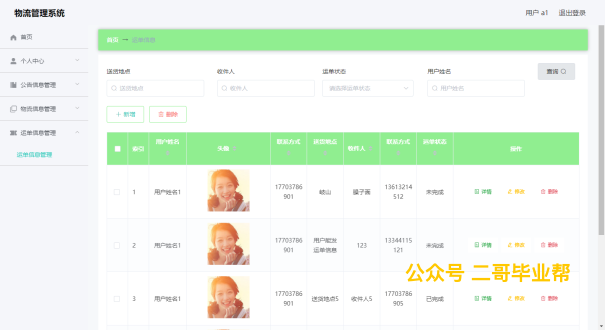 物流管理系统
用户 a1 退出登录
首页
个人中心
公告信息管理
物流信息管理
运单信息管理
运单信息管理
首页 运单信息
送货地点 收件人 运单状态 用户姓名
送货地点 收件人 请选择运单状态 用户姓名 查询
+ 新增 删除
索引 用户姓名 头像 联系方式 送货地点 收件人 联系方式 运单状态 操作
1 用户姓名1 17703786901 岐山 臊子面 13613214512 未完成 详情 修改 删除
2 用户姓名1 17703786901 用户能发运单信息 123 13344115121 未完成 详情 修改 删除
3 用户姓名1 17703786901 送货地点5 收件人5 17703786905 已完成 详情 修改 删除
公众号 二哥毕业帮